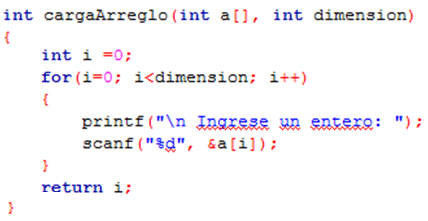 int cargaArreglo(int a[], int dimension)
{
    int i =0;
    for(i=0; i<dimension; i++)
    {
        printf("\n Ingrese un entero: ");
        scanf("%d", &a[i]);
    }
    return i;
}